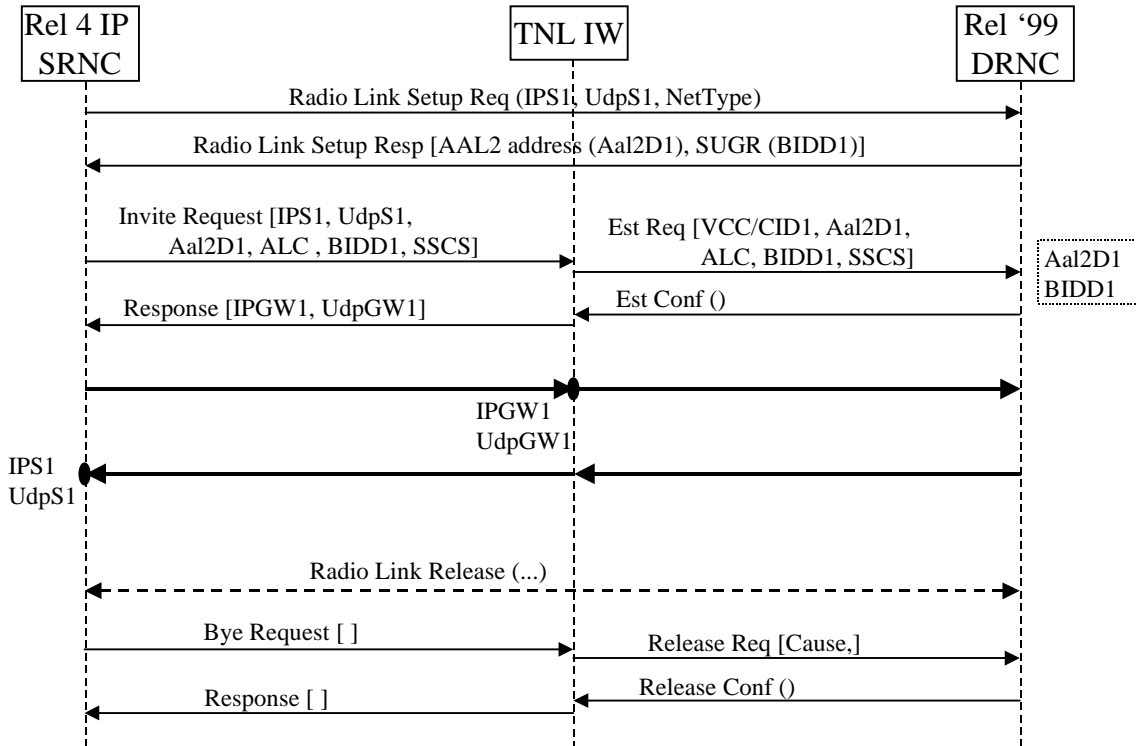 Rel 4 IP
SRNC
TNL IW
Rel ‘99
DRNC
Radio Link Setup Req (IPS1, UdpS1, NetType)
Radio Link Setup Resp [AAL2 address (Aal2D1), SUGR (BIDD1)]
Invite Request [IPS1, UdpS1,
Aal2D1, ALC , BIDD1, SSCS]
Est Req [VCC/CID1, Aal2D1,
ALC, BIDD1, SSCS]
Aal2D1
BIDD1
Est Conf ()
Response [IPGW1, UdpGW1]
IPGW1
UdpGW1
IPS1
UdpS1
Radio Link Release (...)
Bye Request [ ]
Release Req [Cause,]
Release Conf ()
Response [ ]